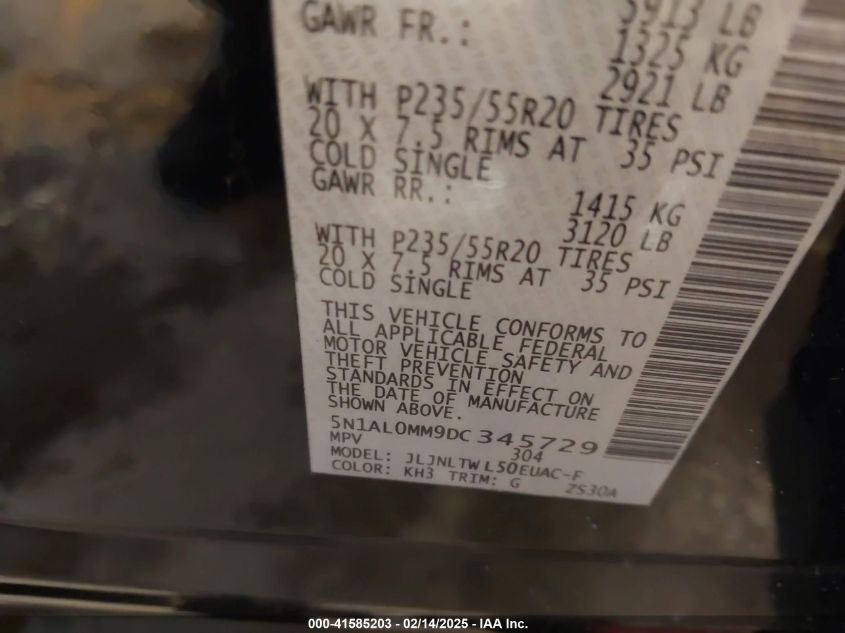 5913 LB
GAWR FR.: 1325 KG
2921 LB
WITH P235/55R20 TIRES
20 X 7.5 RIMS AT 35 PSI
COLD SINGLE
GAWR RR.: 1415 KG
3120 LB
WITH P235/55R20 TIRES
20 X 7.5 RIMS AT 35 PSI
COLD SINGLE
THIS VEHICLE CONFORMS TO
ALL APPLICABLE FEDERAL
MOTOR VEHICLE SAFETY AND
THEFT PREVENTION
STANDARDS IN EFFECT ON
THE DATE OF MANUFACTURE
SHOWN ABOVE.
5N1AL0MM9DC345729
MPV 304
MODEL: JLJNLTWL50EUAC-F
COLOR: KH3 TRIM: G ZS30A
000-41585203 - 02/14/2025 - IAA Inc.